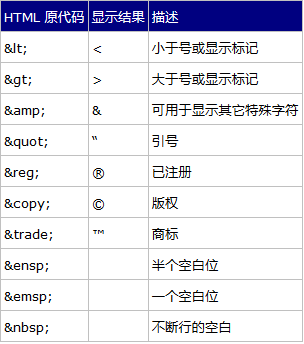 HTML 原代码 显示结果 描述
&lt; < 小于号或显示标记
&gt; > 大于号或显示标记
&amp; & 可用于显示其它特殊字符
&quot; “ 引号
&reg; ® 已注册
&copy; © 版权
&trade; ™ 商标
&ensp; 半个空白位
&emsp; 一个空白位
&nbsp; 不断行的空白